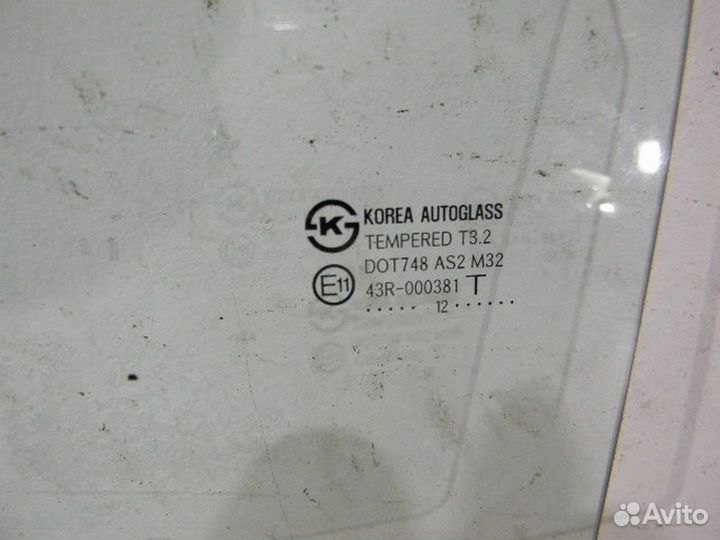 K KOREA AUTOGLASS
TEMPERED T3.2
DOT748 AS2 M32
E11 43R-000381 T
..... 12 ......
Avito